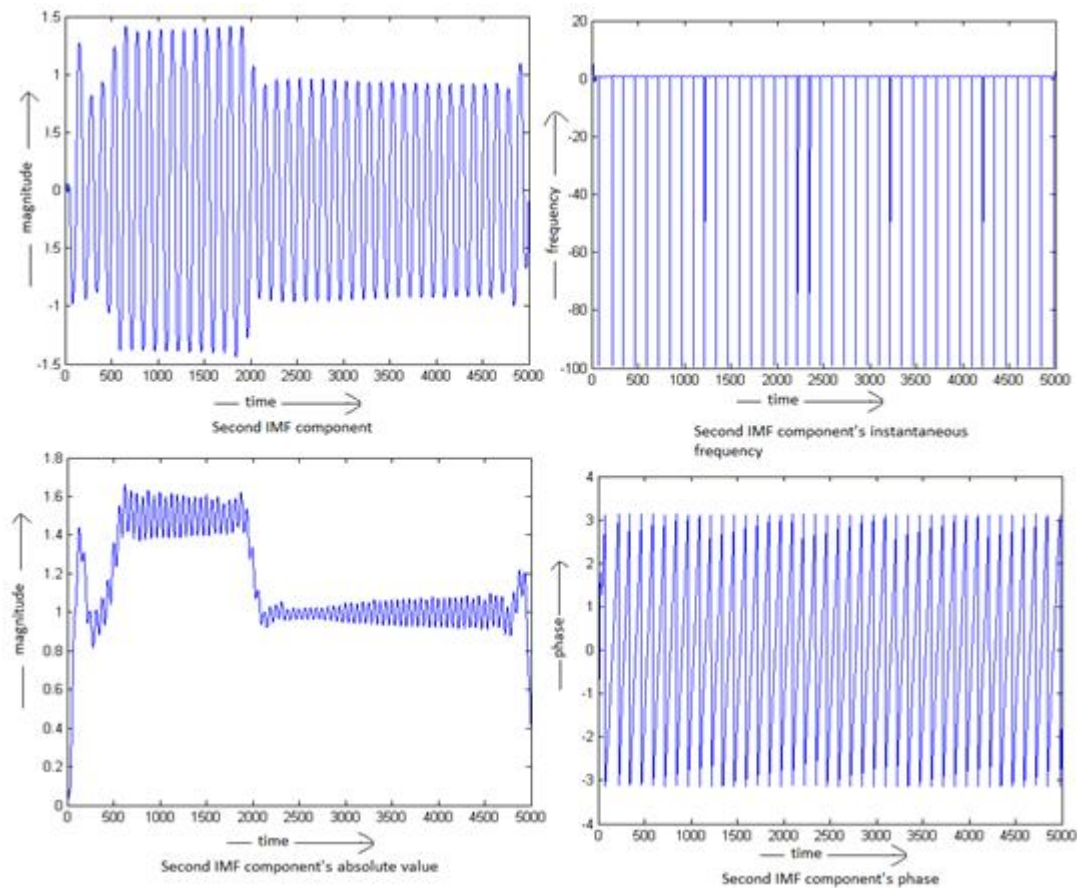 1.5
1
1.5
0
1.5
-1
-1.5
0 500 1000 1500 2000 2500 3000 3500 4000 4500 5000
magnitude
time
Second IMF component
20
0
-20
-40
-60
-80
-100
0 500 1000 1500 2000 2500 3000 3500 4000 4500 5000
frequency
time
Second IMF component's instantaneous
frequency
1.8
1.6
1.4
1.2
1
0.8
0.6
0.4
0.2
0
0 500 1000 1500 2000 2500 3000 3500 4000 4500 5000
magnitude
time
Second IMF component's absolute value
4
3
2
1
0
-1
-2
-3
-4
0 500 1000 1500 2000 2500 3000 3500 4000 4500 5000
phase
time
Second IMF component's phase